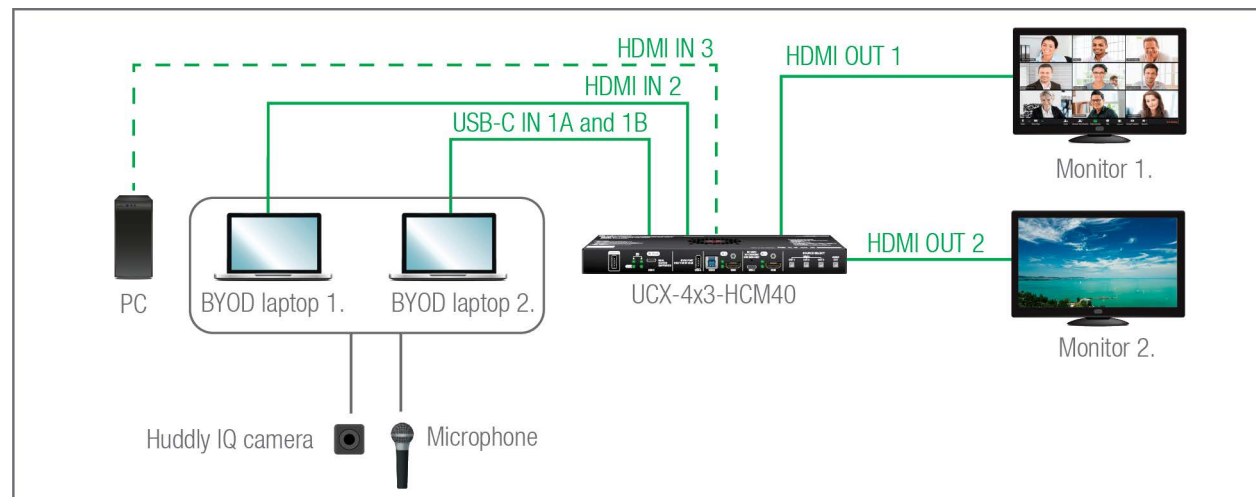 HDMI IN 3
HDMI IN 2
USB-C IN 1A and 1B
HDMI OUT 1
HDMI OUT 2
Monitor 1.
Monitor 2.
PC
BYOD laptop 1.
BYOD laptop 2.
UCX-4x3-HCM40
Huddly IQ camera
Microphone